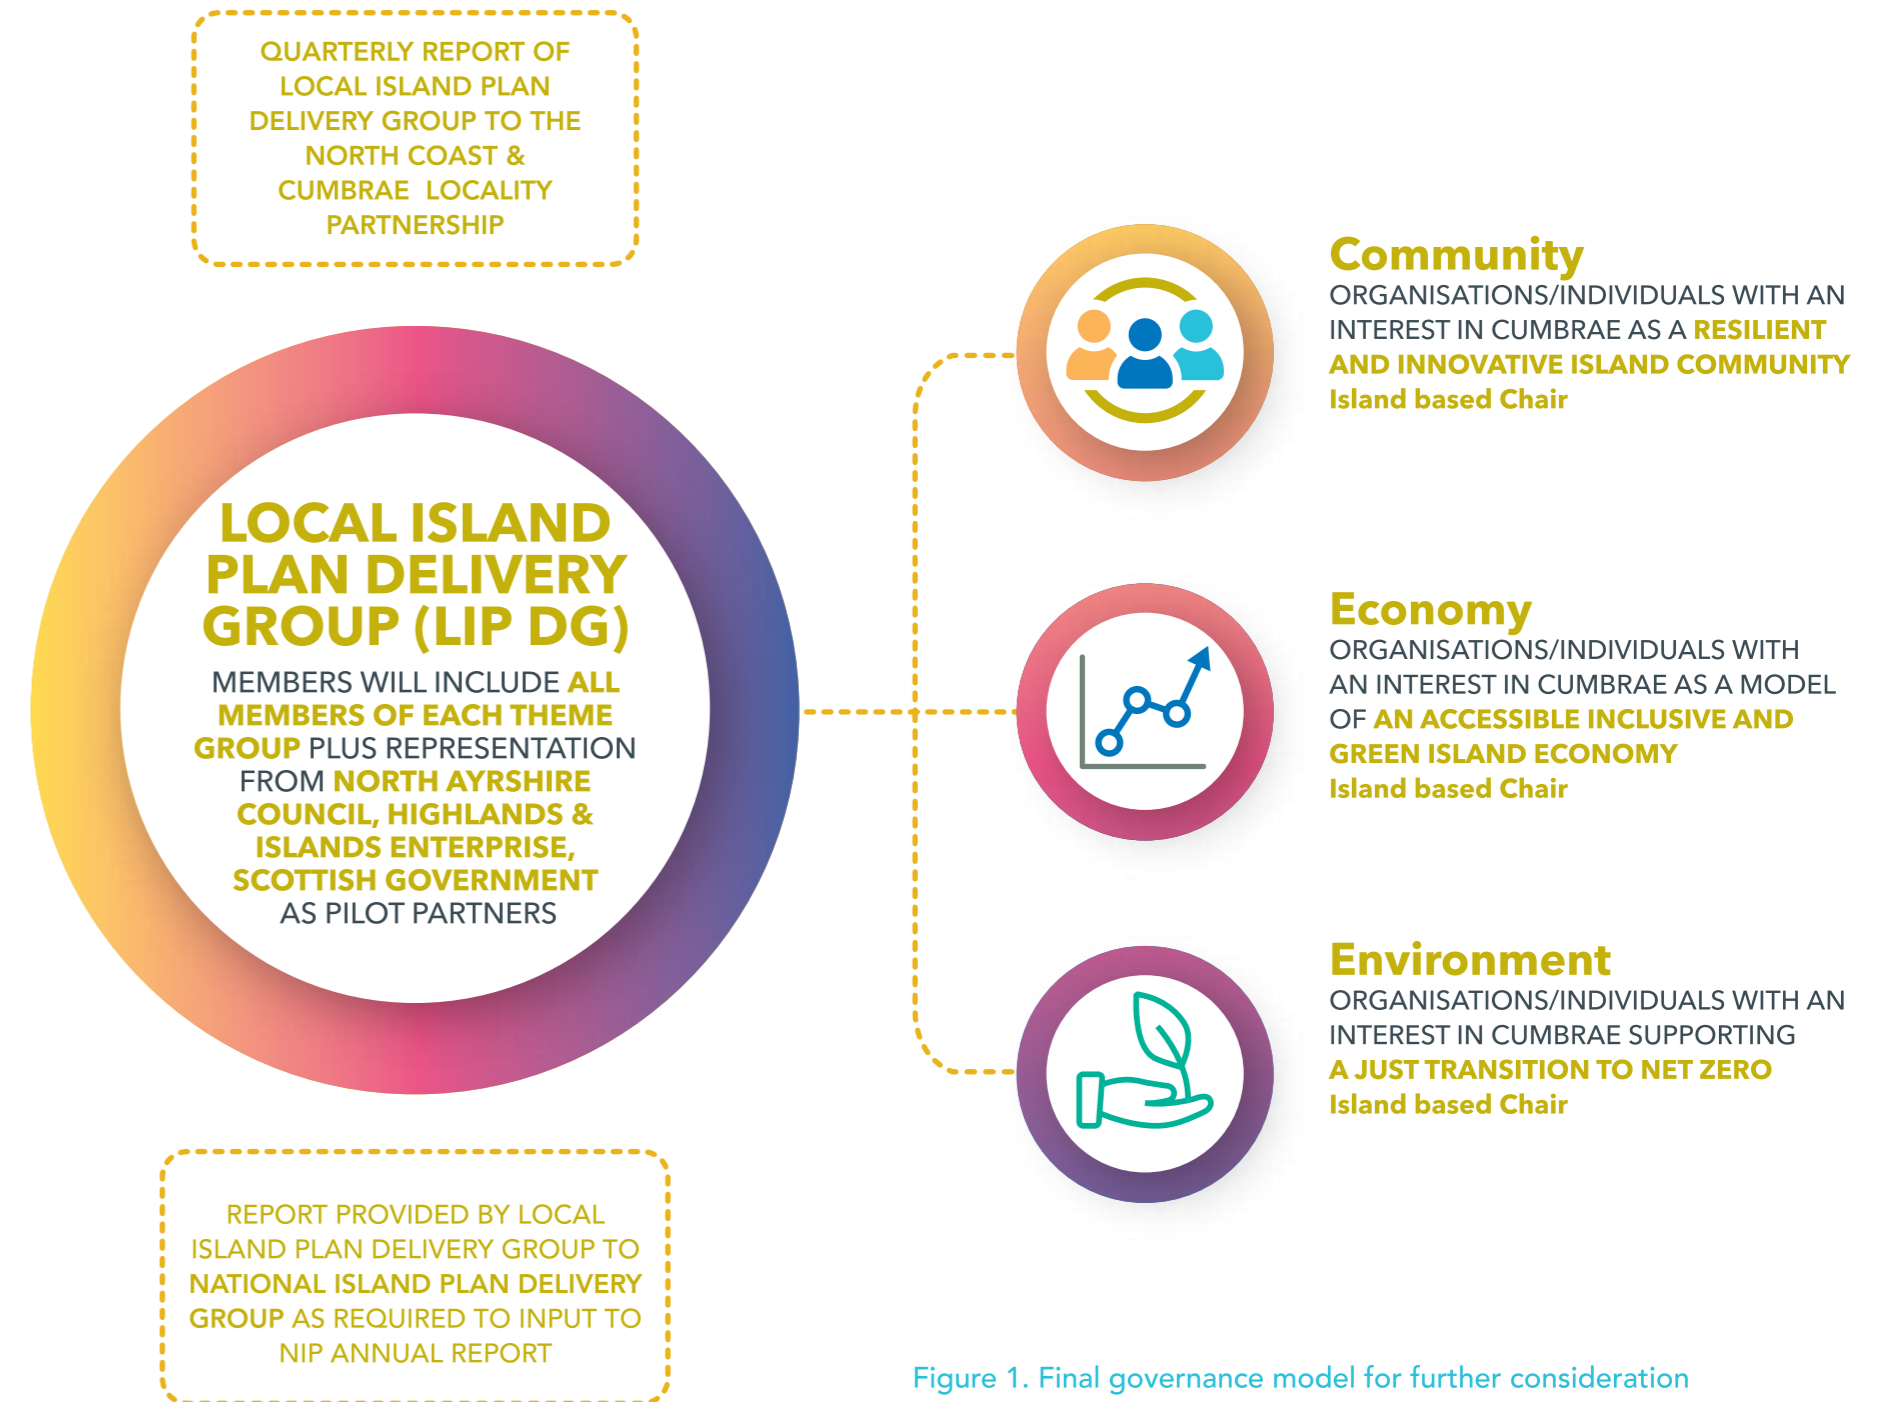 QUARTERLY REPORT OF
LOCAL ISLAND PLAN
DELIVERY GROUP TO THE
NORTH COAST &
CUMBRAE LOCALITY
PARTNERSHIP
LOCAL ISLAND
PLAN DELIVERY
GROUP (LIP DG)
MEMBERS WILL INCLUDE ALL
MEMBERS OF EACH THEME
GROUP PLUS REPRESENTATION
FROM NORTH AYRSHIRE
COUNCIL, HIGHLANDS &
ISLANDS ENTERPRISE,
SCOTTISH GOVERNMENT
AS PILOT PARTNERS
REPORT PROVIDED BY LOCAL
ISLAND PLAN DELIVERY GROUP TO
NATIONAL ISLAND PLAN DELIVERY
GROUP AS REQUIRED TO INPUT TO
NIP ANNUAL REPORT
Community
ORGANISATIONS/INDIVIDUALS WITH AN
INTEREST IN CUMBRAE AS A RESILIENT
AND INNOVATIVE ISLAND COMMUNITY
Island based Chair
Economy
ORGANISATIONS/INDIVIDUALS WITH
AN INTEREST IN CUMBRAE AS A MODEL
OF AN ACCESSIBLE INCLUSIVE AND
GREEN ISLAND ECONOMY
Island based Chair
Environment
ORGANISATIONS/INDIVIDUALS WITH AN
INTEREST IN CUMBRAE SUPPORTING
A JUST TRANSITION TO NET ZERO
Island based Chair
Figure 1. Final governance model for further consideration